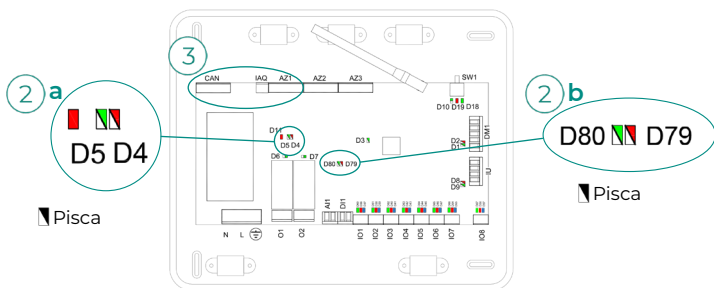 3
2 a
D5 D4
Pisca
2 b
D80 D79
Pisca
CAN IAQ AZ1 AZ2 AZ3
SW1
D10 D19 D18
D11
D5 D4
D3
D2
D1
DM1
D6 D7
D80 D79
D8
D9
IU
AI1 DI1
N L O1 O2 IO1 IO2 IO3 IO4 IO5 IO6 IO7 IO8